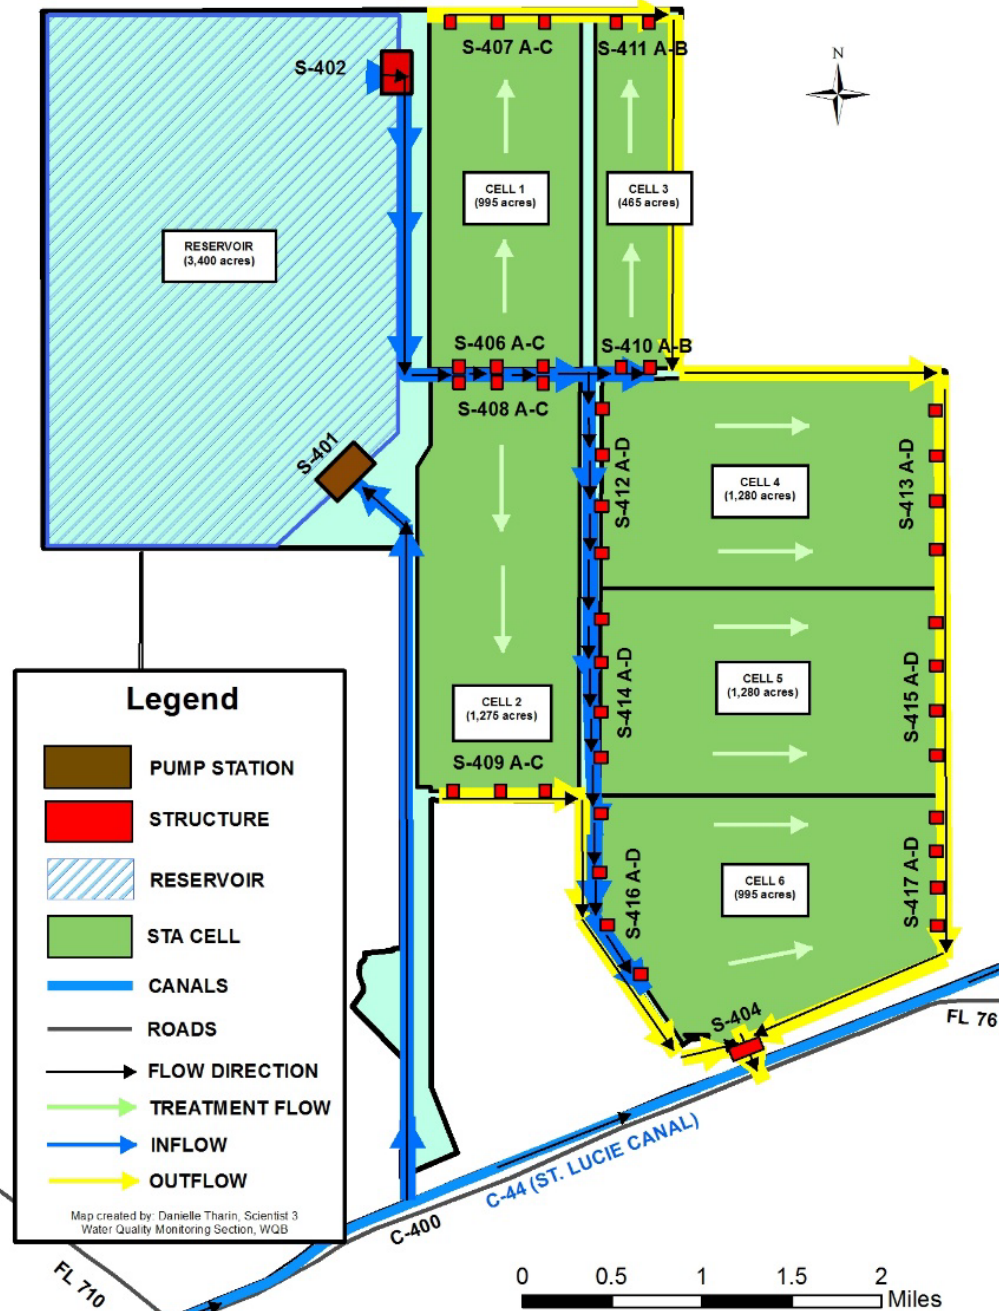 N
S-402
S-407 A-C
S-411 A-B
CELL 1
(995 acres)
CELL 3
(465 acres)
RESERVOIR
(3,400 acres)
S-406 A-C
S-410 A-B
S-408 A-C
S-401
S-412 A-D
CELL 4
(1,280 acres)
S-413 A-D
S-414 A-D
CELL 5
(1,280 acres)
S-415 A-D
CELL 2
(1,275 acres)
S-409 A-C
S-416 A-D
CELL 6
(995 acres)
S-417 A-D
S-404
FL 76
Legend
PUMP STATION
STRUCTURE
RESERVOIR
STA CELL
CANALS
ROADS
FLOW DIRECTION
TREATMENT FLOW
INFLOW
OUTFLOW
Map created by: Danielle Tharin, Scientist 3
Water Quality Monitoring Section, WQB
C-44 (ST. LUCIE CANAL)
C-400
FL 710
0 0.5 1 1.5 2
Miles